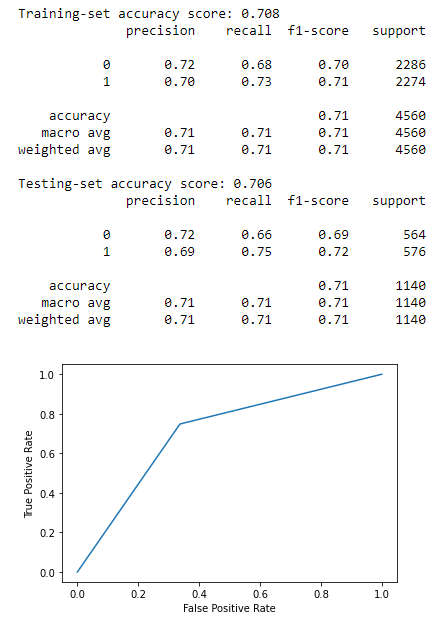 Training-set accuracy score: 0.708
precision recall f1-score support
0 0.72 0.68 0.70 2286
1 0.70 0.73 0.71 2274
accuracy 0.71 4560
macro avg 0.71 0.71 0.71 4560
weighted avg 0.71 0.71 0.71 4560
Testing-set accuracy score: 0.706
precision recall f1-score support
0 0.72 0.66 0.69 564
1 0.69 0.75 0.72 576
accuracy 0.71 1140
macro avg 0.71 0.71 0.71 1140
weighted avg 0.71 0.71 0.71 1140
True Positive Rate
1.0
0.8
0.6
0.4
0.2
0.0
0.0 0.2 0.4 0.6 0.8 1.0
False Positive Rate